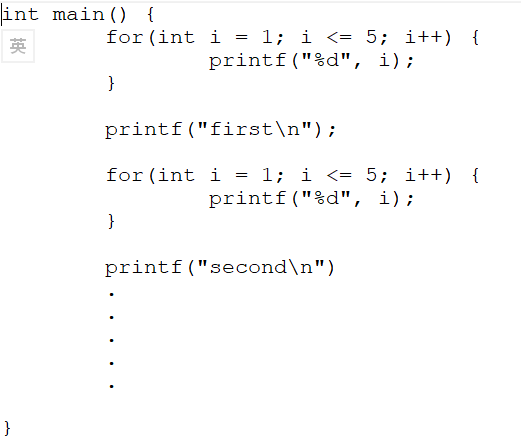 int main() {
for(int i = 1; i <= 5; i++) {
英
printf("%d", i);
}
printf("first\n");
for(int i = 1; i <= 5; i++) {
printf("%d", i);
}
printf("second\n")
.
.
.
.
.
}